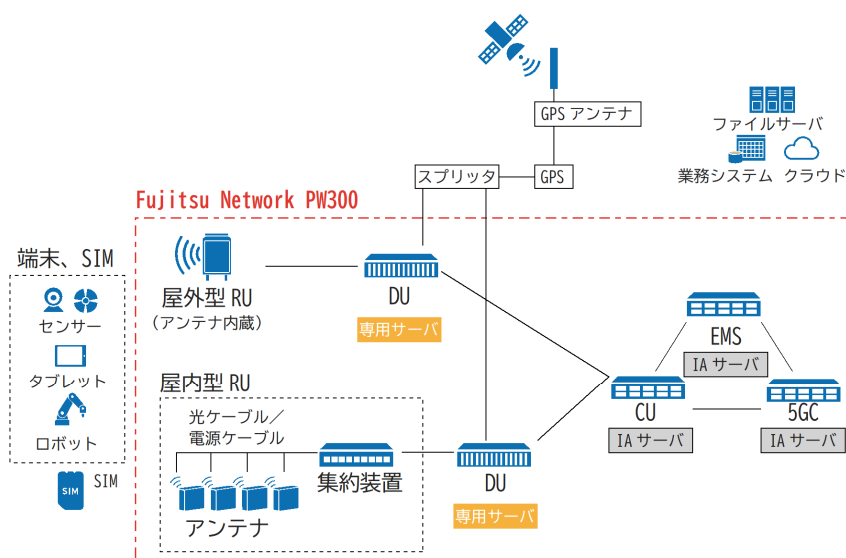 GPS アンテナ
ファイルサーバ
業務システム
クラウド
スプリッタ
GPS
Fujitsu Network PW300
端末、SIM
センサー
タブレット
ロボット
SIM
SIM
屋外型 RU
（アンテナ内蔵）
DU
専用サーバ
屋内型 RU
光ケーブル／
電源ケーブル
アンテナ
集約装置
DU
専用サーバ
EMS
IA サーバ
CU
IA サーバ
5GC
IA サーバ